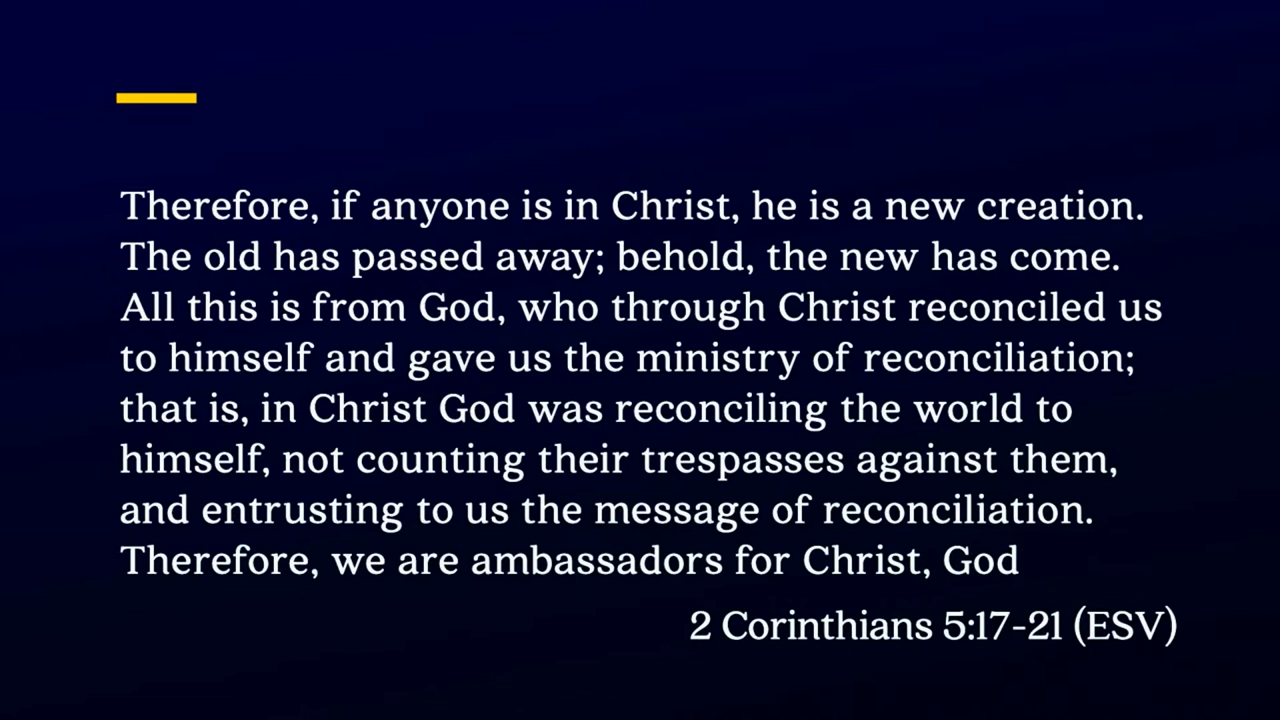 Therefore, if anyone is in Christ, he is a new creation.
The old has passed away; behold, the new has come.
All this is from God, who through Christ reconciled us
to himself and gave us the ministry of reconciliation;
that is, in Christ God was reconciling the world to
himself, not counting their trespasses against them,
and entrusting to us the message of reconciliation.
Therefore, we are ambassadors for Christ, God
2 Corinthians 5:17-21 (ESV)